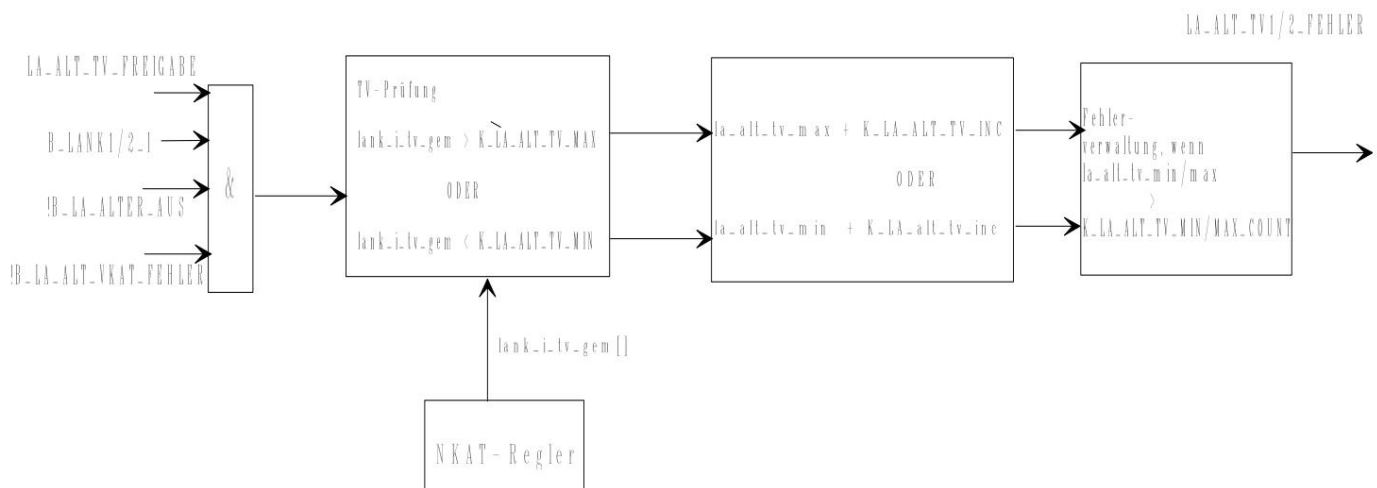 LA_ALT_TV1/2_FEHLER
LA_ALT_TV_FREIGABE
B_LANK1/2_I
!B_LA_ALTER_AUS
!B_LA_ALT_VKAT_FEHLER
&
TV-Prüfung
lank_i_tv_gem > K_LA_ALT_TV_MAX
ODER
lank_i_tv_gem < K_LA_ALT_TV_MIN
la_alt_tv_max + K_LA_ALT_TV_INC
ODER
la_alt_tv_min + K_LA_alt_tv_inc
Fehler-
verwaltung, wenn
la_alt_tv_min/max
>
K_LA_ALT_TV_MIN/MAX_COUNT
lank_i_tv_gem[]
NKAT-Regler